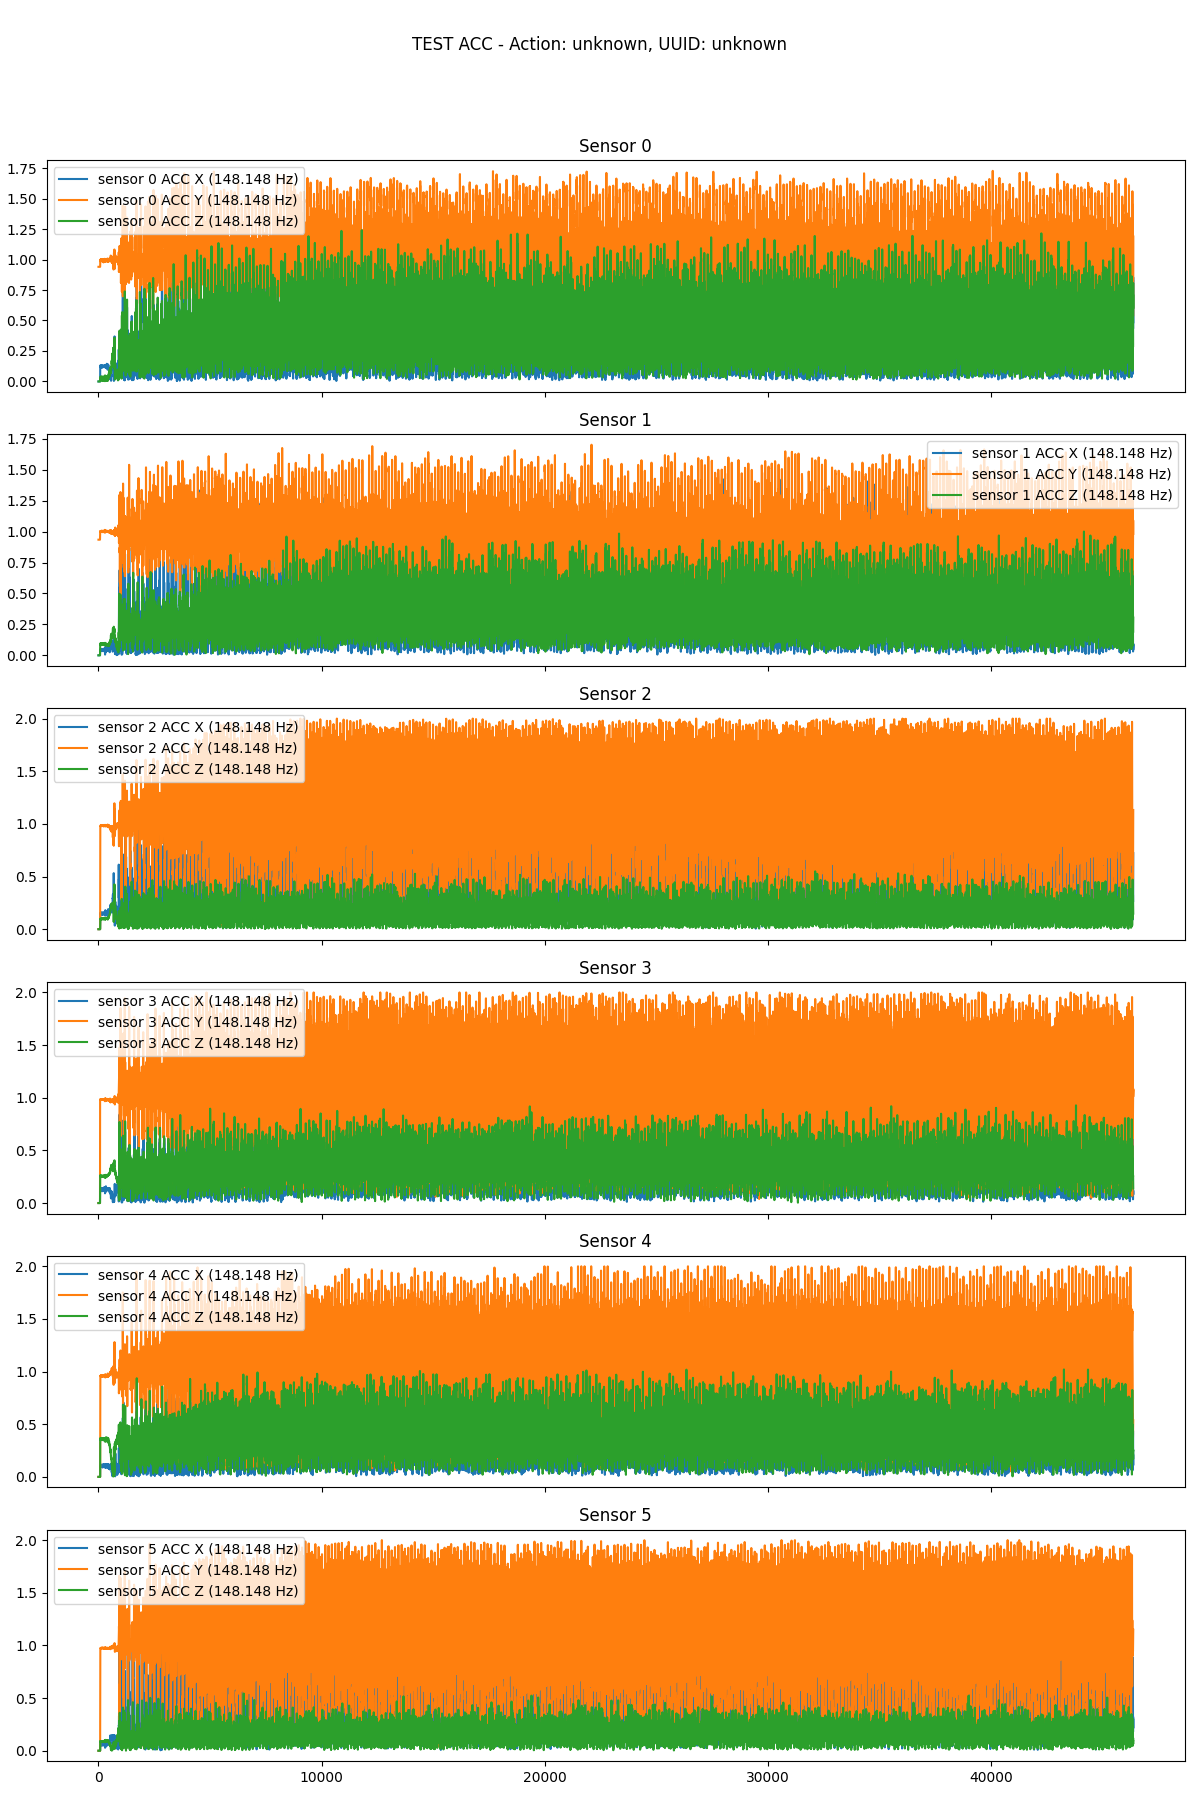 TEST ACC - Action: unknown, UUID: unknown
Sensor 0
1.75
1.50
1.25
1.00
0.75
0.50
0.25
0.00
sensor 0 ACC X (148.148 Hz)
sensor 0 ACC Y (148.148 Hz)
sensor 0 ACC Z (148.148 Hz)
Sensor 1
1.75
1.50
1.25
1.00
0.75
0.50
0.25
0.00
sensor 1 ACC X (148.148 Hz)
sensor 1 ACC Y (148.148 Hz)
sensor 1 ACC Z (148.148 Hz)
Sensor 2
2.0
1.5
1.0
0.5
0.0
sensor 2 ACC X (148.148 Hz)
sensor 2 ACC Y (148.148 Hz)
sensor 2 ACC Z (148.148 Hz)
Sensor 3
2.0
1.5
1.0
0.5
0.0
sensor 3 ACC X (148.148 Hz)
sensor 3 ACC Y (148.148 Hz)
sensor 3 ACC Z (148.148 Hz)
Sensor 4
2.0
1.5
1.0
0.5
0.0
sensor 4 ACC X (148.148 Hz)
sensor 4 ACC Y (148.148 Hz)
sensor 4 ACC Z (148.148 Hz)
Sensor 5
2.0
1.5
1.0
0.5
0.0
sensor 5 ACC X (148.148 Hz)
sensor 5 ACC Y (148.148 Hz)
sensor 5 ACC Z (148.148 Hz)
0 10000 20000 30000 40000